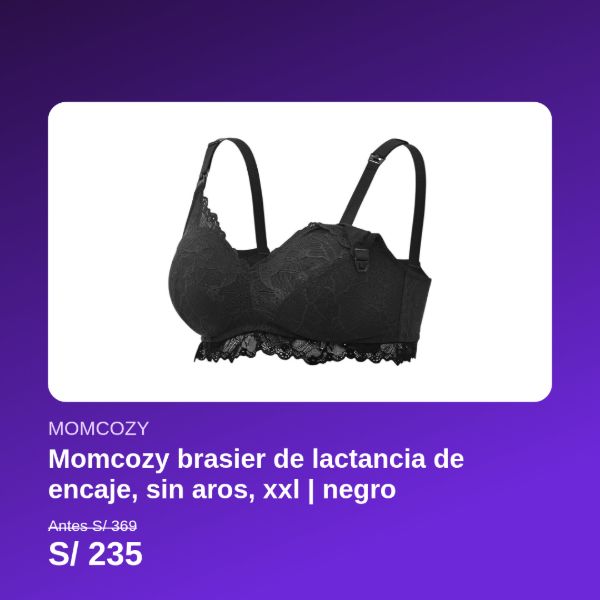 MOMCOZY
Momcozy brasier de lactancia de
encaje, sin aros, xxl | negro
Antes S/ 369
S/ 235